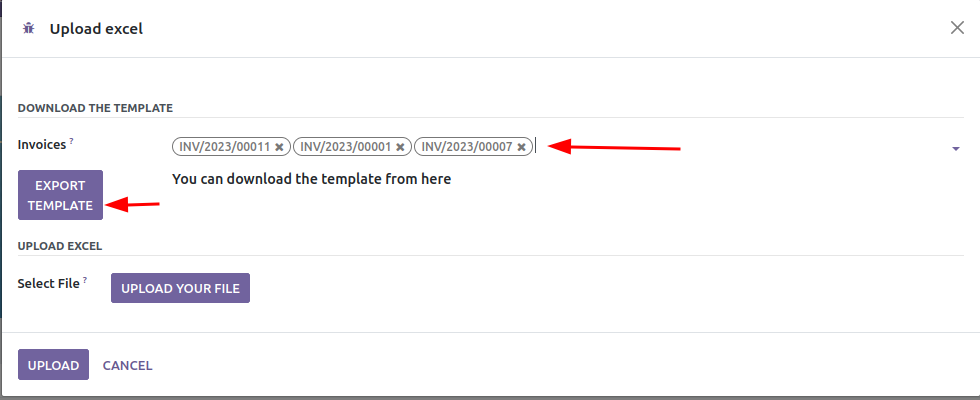 Upload excel
DOWNLOAD THE TEMPLATE
Invoices ? INV/2023/00011 × INV/2023/00001 × INV/2023/00007 ×
EXPORT
TEMPLATE
You can download the template from here
UPLOAD EXCEL
Select File ? UPLOAD YOUR FILE
UPLOAD CANCEL